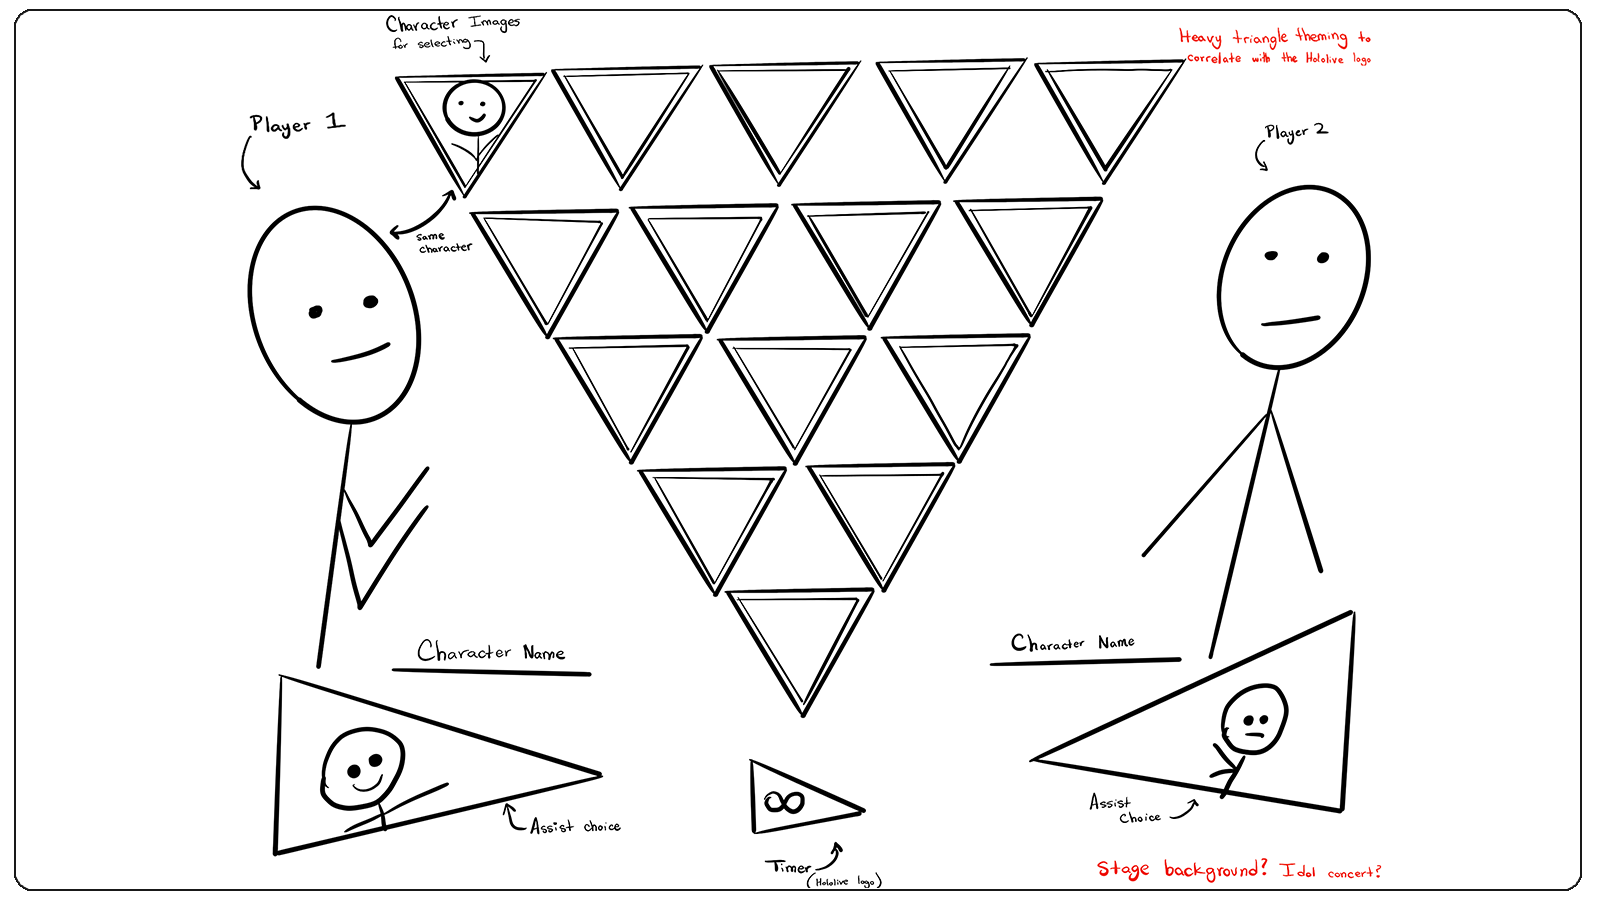 Character Images
for selecting
Heavy triangle theming to
correlate with the Hololive logo
Player 1
Player 2
same
character
Character Name
Character Name
Assist choice
Assist
Choice
∞
Timer
(Hololive logo)
Stage background? Idol concert?